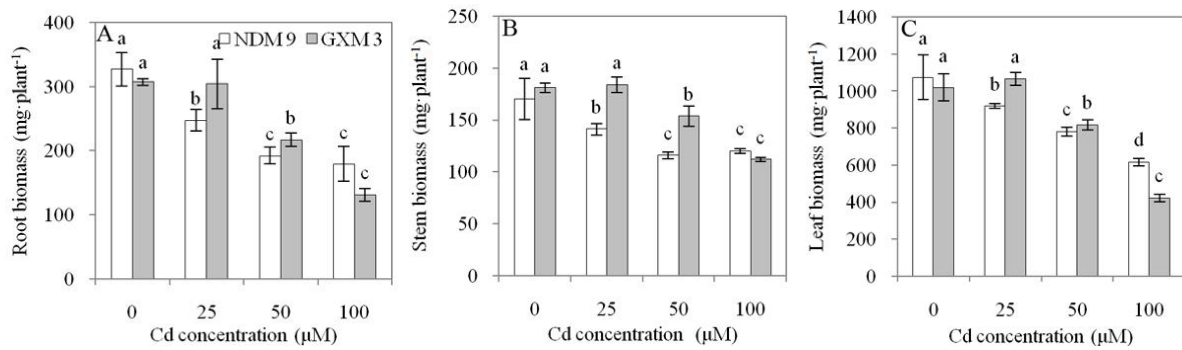 A
NDM 9
GXM 3
Root biomass (mg·plant⁻¹)
400
300
200
100
0
a
a
b
a
c
b
c
c
0
25
50
100
Cd concentration (μM)
B
Stem biomass (mg·plant⁻¹)
250
200
150
100
50
0
a
a
b
a
c
b
c
c
0
25
50
100
Cd concentration (μM)
C
Leaf biomass (mg·plant⁻¹)
1400
1200
1000
800
600
400
200
0
a
a
b
a
c
b
d
c
0
25
50
100
Cd concentration (μM)